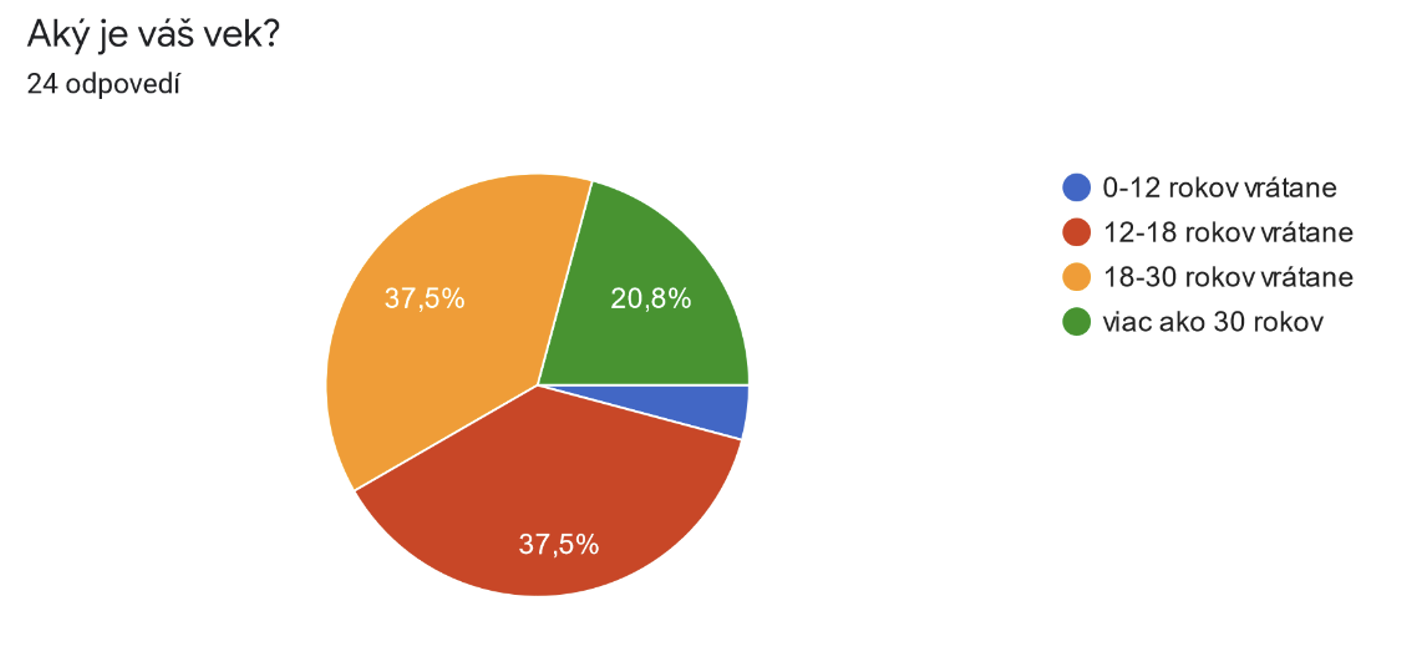 Aký je váš vek?
24 odpovedí
37,5%
20,8%
37,5%
0-12 rokov vrátane
12-18 rokov vrátane
18-30 rokov vrátane
viac ako 30 rokov